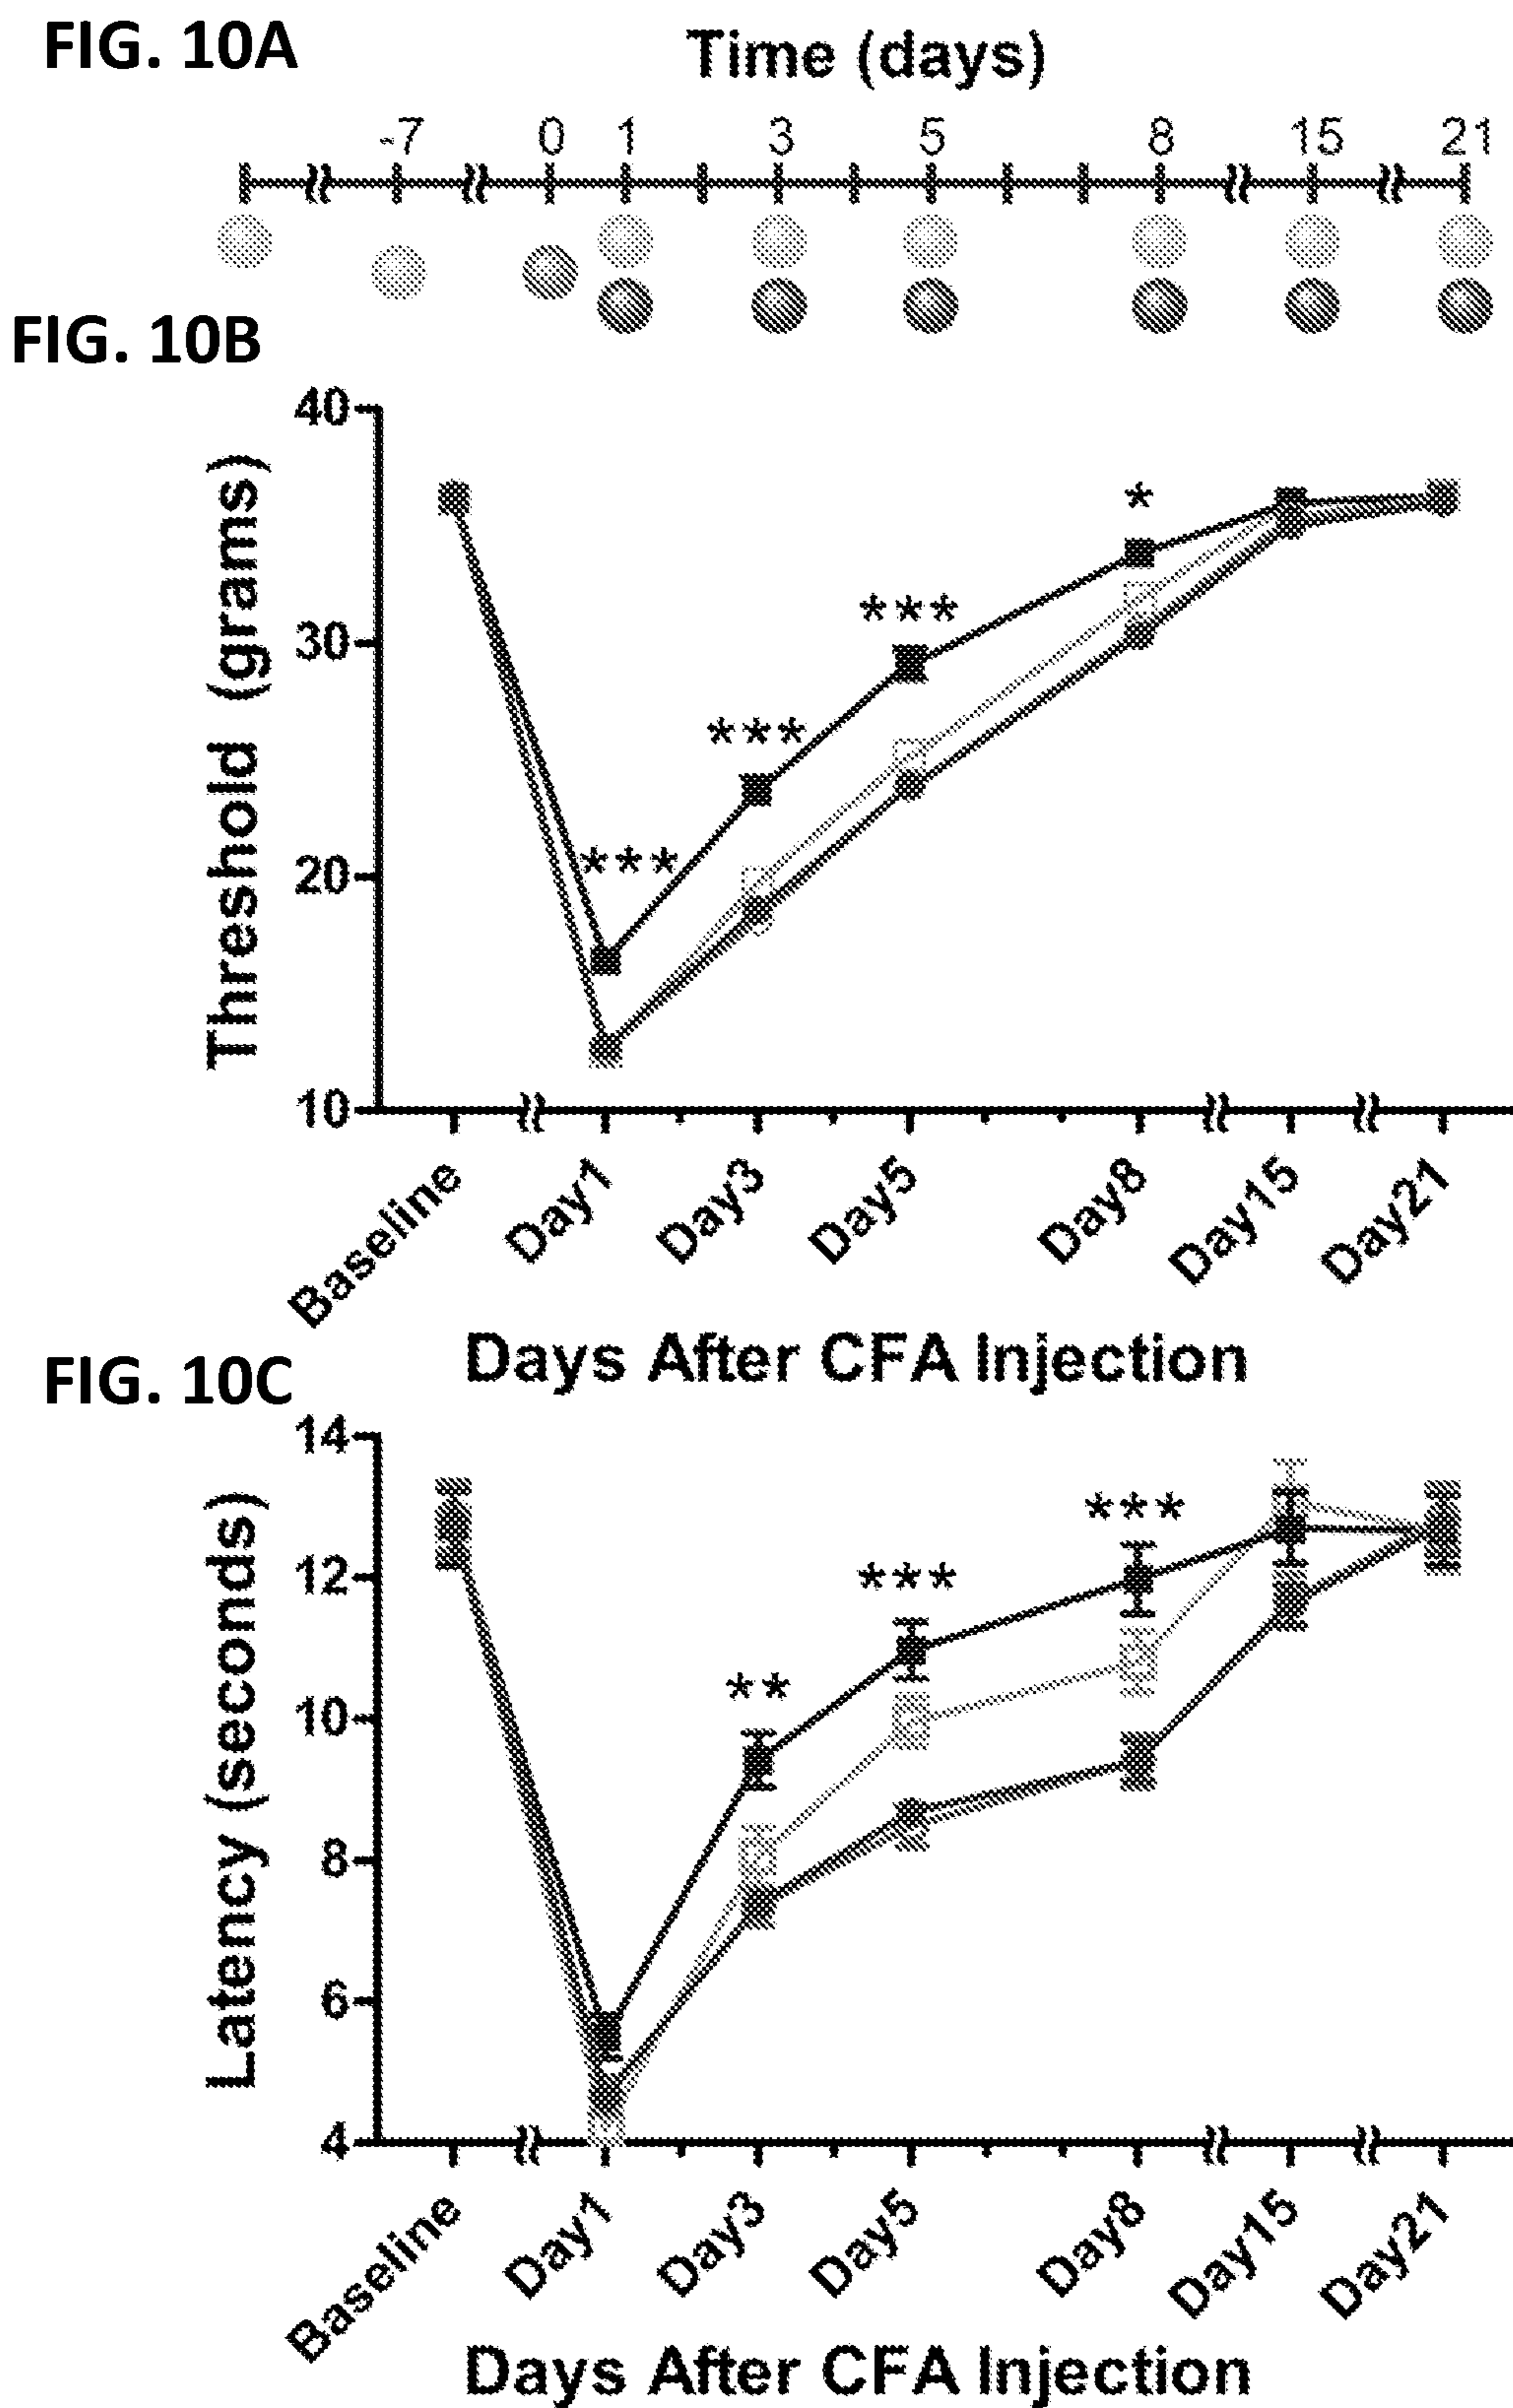 FIG. 10A
Time (days)
-7 0 1 3 5 8 15 21
FIG. 10B
Threshold (grams)
40
30
20
10
***
***
***
*
Baseline Day1 Day3 Day5 Day8 Day15 Day21
Days After CFA Injection
FIG. 10C
Latency (seconds)
14
12
10
8
6
4
**
***
***
Baseline Day1 Day3 Day5 Day8 Day15 Day21
Days After CFA Injection